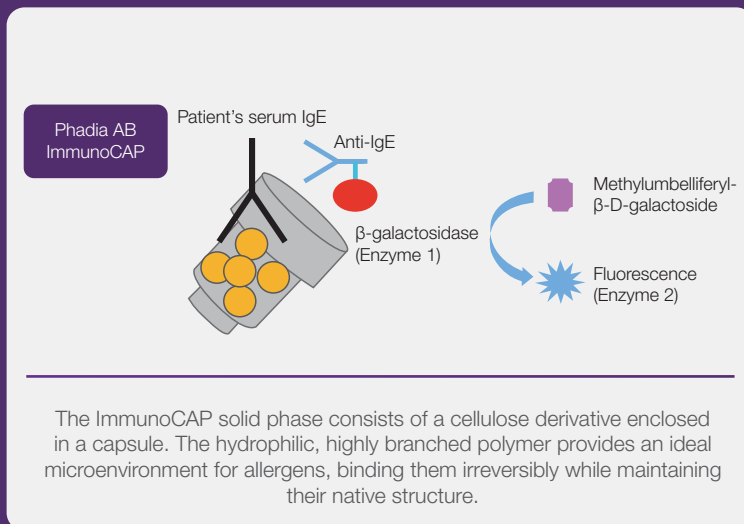 Phadia AB
ImmunoCAP
Patient's serum IgE
Anti-IgE
β-galactosidase
(Enzyme 1)
Methylumbelliferyl-
β-D-galactoside
Fluorescence
(Enzyme 2)
The ImmunoCAP solid phase consists of a cellulose derivative enclosed
in a capsule. The hydrophilic, highly branched polymer provides an ideal
microenvironment for allergens, binding them irreversibly while maintaining
their native structure.